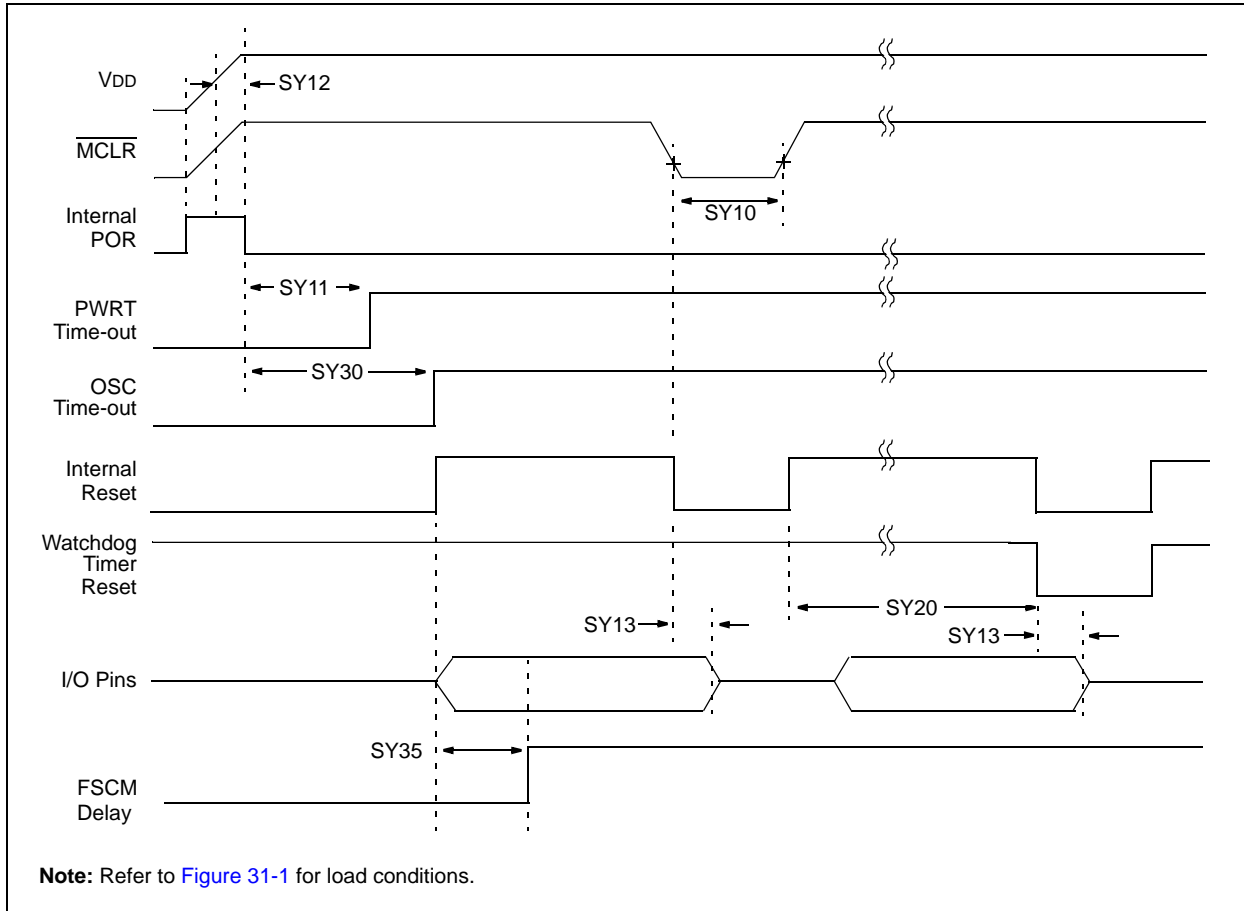 VDD
SY12
MCLR
SY10
Internal
POR
SY11
PWRT
Time-out
SY30
OSC
Time-out
Internal
Reset
Watchdog
Timer
Reset
SY20
SY13
SY13
I/O Pins
SY35
FSCM
Delay
Note: Refer to Figure 31-1 for load conditions.